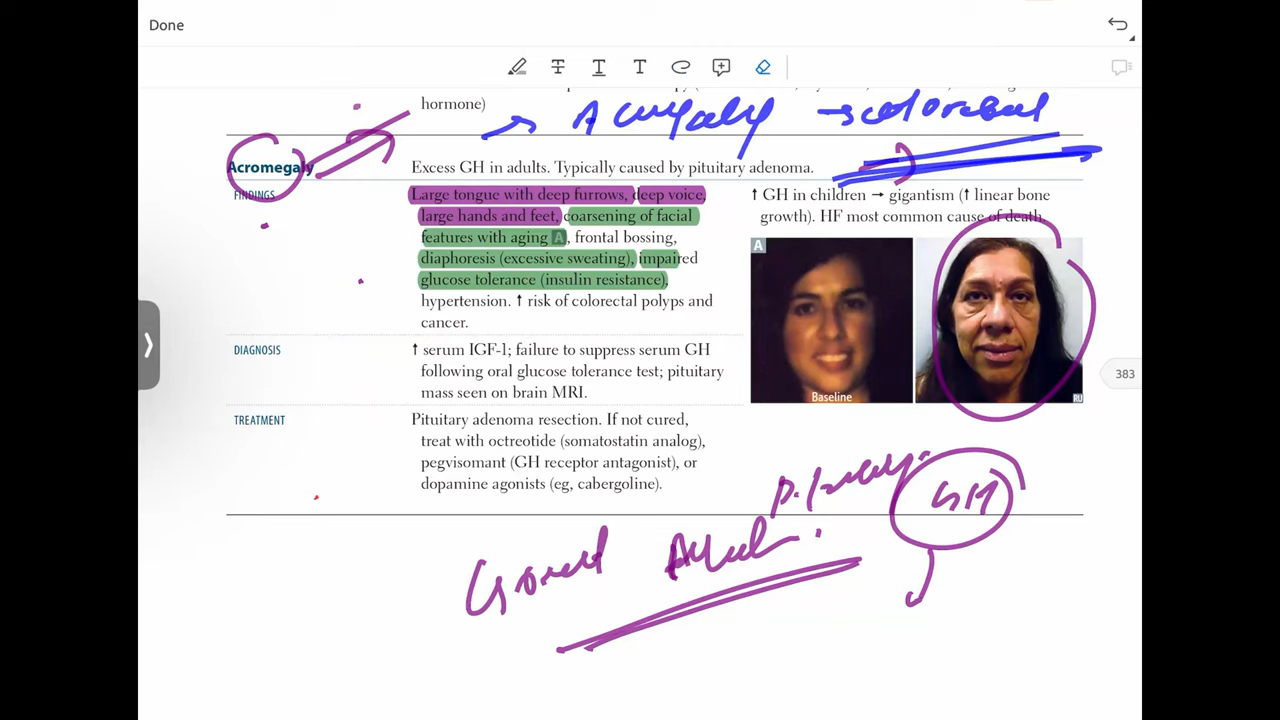 Done
hormone)
Acromegaly → colorectal
Acromegaly
Excess GH in adults. Typically caused by pituitary adenoma.
FINDINGS
Large tongue with deep furrows, deep voice,
large hands and feet, coarsening of facial
features with aging A, frontal bossing,
diaphoresis (excessive sweating), impaired
glucose tolerance (insulin resistance),
hypertension. ↑ risk of colorectal polyps and
cancer.
↑ GH in children → gigantism (↑ linear bone
growth). HF most common cause of death.
A
Baseline
RU
DIAGNOSIS
↑ serum IGF-1; failure to suppress serum GH
following oral glucose tolerance test; pituitary
mass seen on brain MRI.
383
TREATMENT
Pituitary adenoma resection. If not cured,
treat with octreotide (somatostatin analog),
pegvisomant (GH receptor antagonist), or
dopamine agonists (eg, cabergoline).
GH